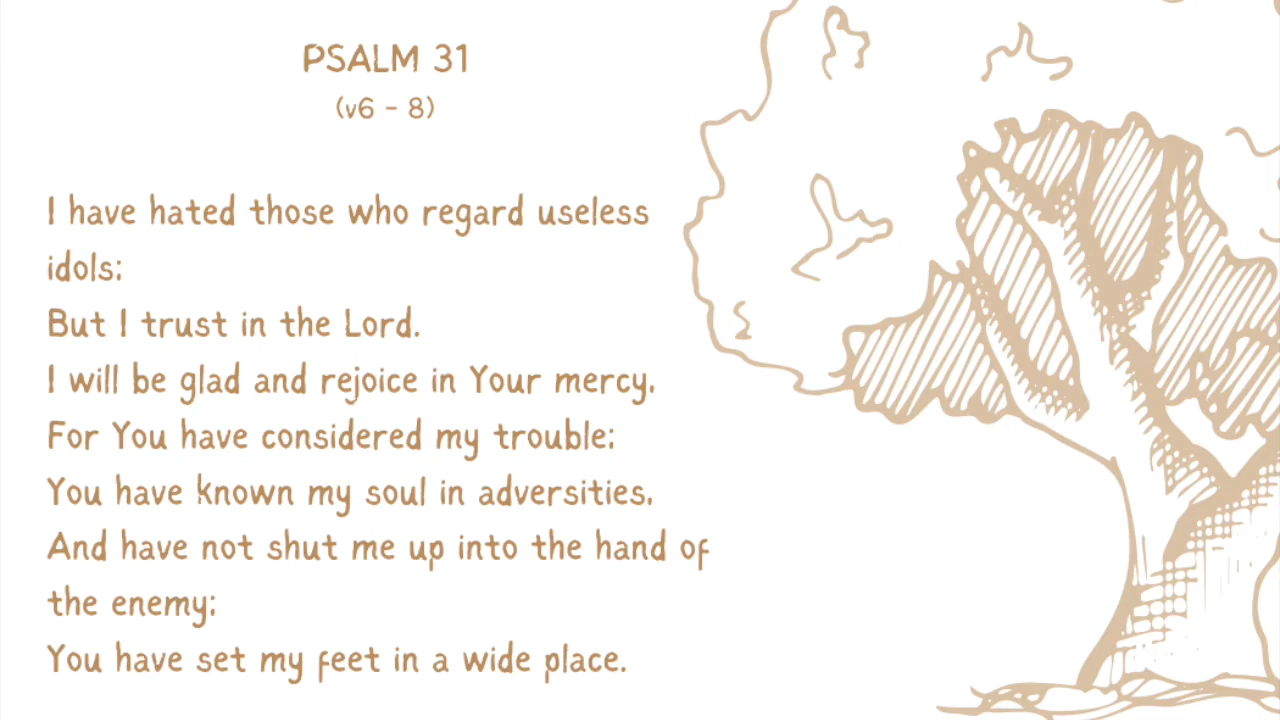 PSALM 31
(v6 - 8)
I have hated those who regard useless
idols;
But I trust in the Lord.
I will be glad and rejoice in Your mercy,
For You have considered my trouble;
You have known my soul in adversities,
And have not shut me up into the hand of
the enemy;
You have set my feet in a wide place.